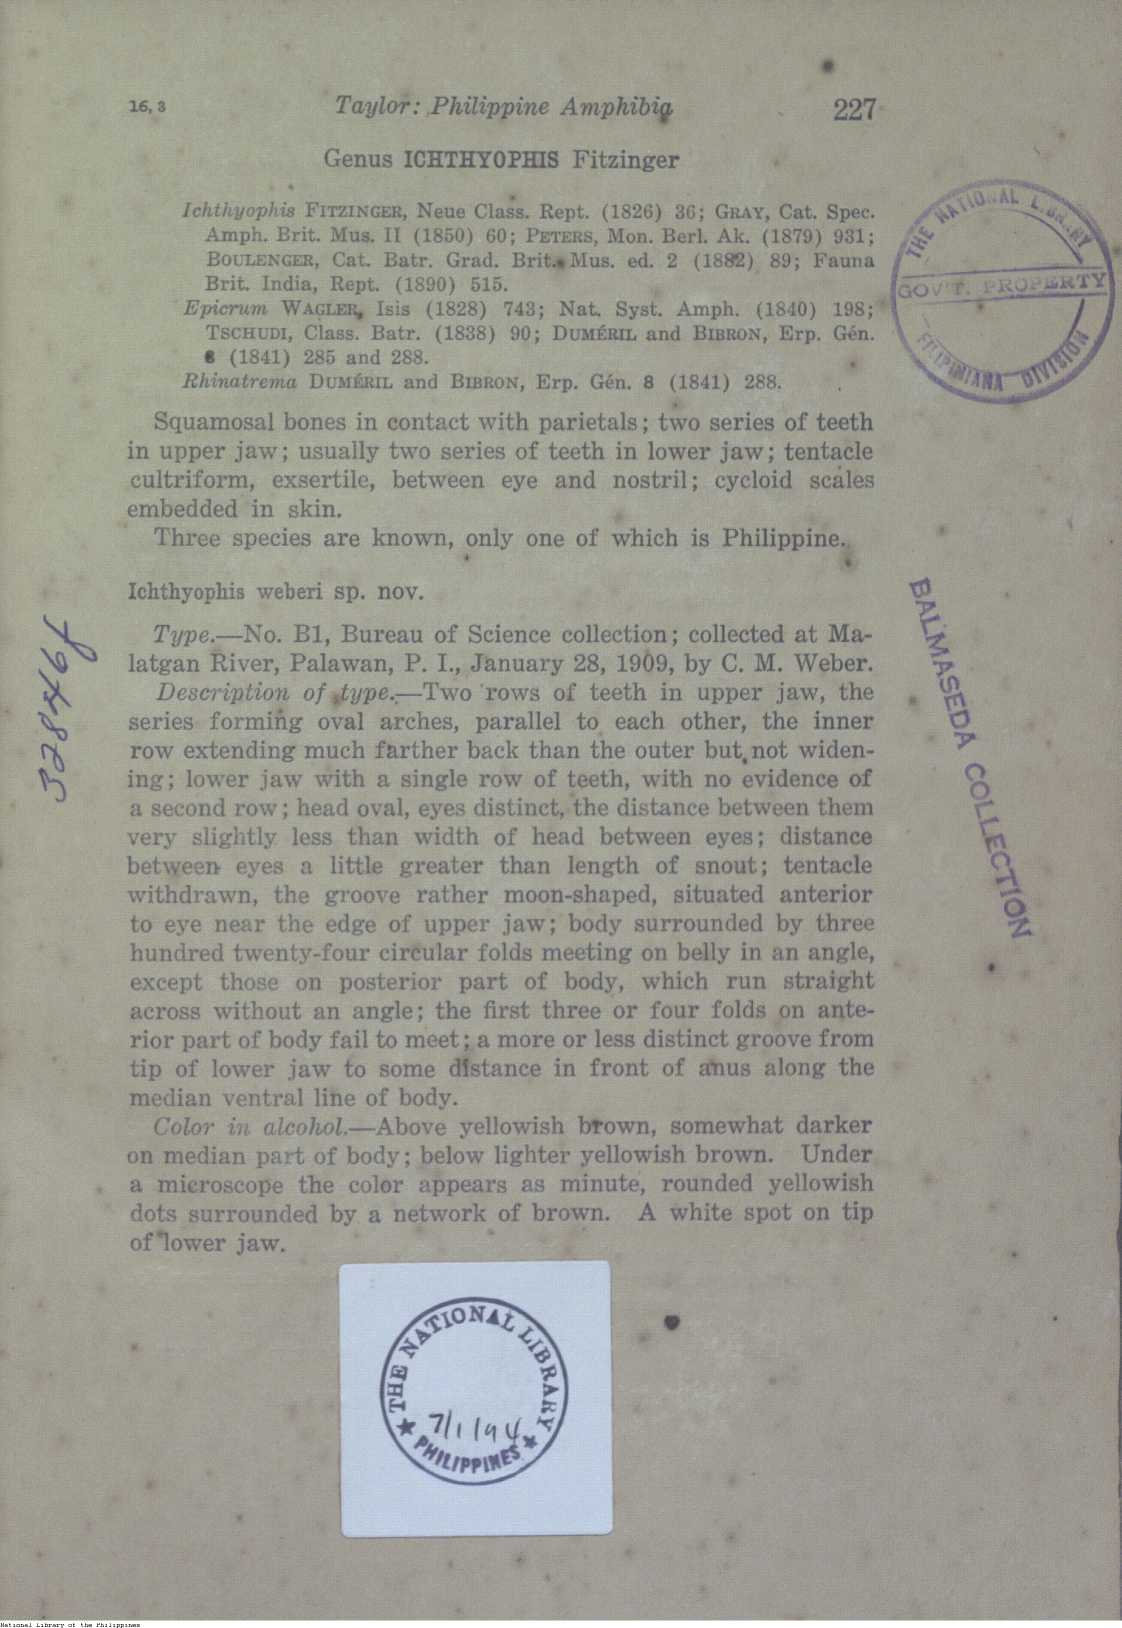 16, 3 Taylor: Philippine Amphibia 227
Genus ICHTHYOPHIS Fitzinger
Ichthyophis FITZINGER, Neue Class. Rept. (1826) 36; GRAY, Cat. Spec.
Amph. Brit. Mus. II (1850) 60; PETERS, Mon. Berl. Ak. (1879) 931;
BOULENGER, Cat. Batr. Grad. Brit. Mus. ed. 2 (1882) 89; Fauna
Brit. India, Rept. (1890) 515.
Epicrum WAGLER, Isis (1828) 743; Nat. Syst. Amph. (1840) 198;
TSCHUDI, Class. Batr. (1838) 90; DUMÉRIL and BIBRON, Erp. Gén.
8 (1841) 285 and 288.
Rhinatrema DUMÉRIL and BIBRON, Erp. Gén. 8 (1841) 288.
Squamosal bones in contact with parietals; two series of teeth
in upper jaw; usually two series of teeth in lower jaw; tentacle
cultriform, exsertile, between eye and nostril; cycloid scales
embedded in skin.
Three species are known, only one of which is Philippine.
Ichthyophis weberi sp. nov.
Type.—No. B1, Bureau of Science collection; collected at Ma-
latgan River, Palawan, P. I., January 28, 1909, by C. M. Weber.
Description of type.—Two rows of teeth in upper jaw, the
series forming oval arches, parallel to each other, the inner
row extending much farther back than the outer but not widen-
ing; lower jaw with a single row of teeth, with no evidence of
a second row; head oval, eyes distinct, the distance between them
very slightly less than width of head between eyes; distance
between eyes a little greater than length of snout; tentacle
withdrawn, the groove rather moon-shaped, situated anterior
to eye near the edge of upper jaw; body surrounded by three
hundred twenty-four circular folds meeting on belly in an angle,
except those on posterior part of body, which run straight
across without an angle; the first three or four folds on ante-
rior part of body fail to meet; a more or less distinct groove from
tip of lower jaw to some distance in front of anus along the
median ventral line of body.
Color in alcohol.—Above yellowish brown, somewhat darker
on median part of body; below lighter yellowish brown. Under
a microscope the color appears as minute, rounded yellowish
dots surrounded by a network of brown. A white spot on tip
of lower jaw.
THE NATIONAL LIBRARY
GOV'T. PROPERTY
FILIPINIANA DIVISION
BALMASEDA COLLECTION
32846f
THE NATIONAL LIBRARY
7/1/94
PHILIPPINES
National Library of the Philippines